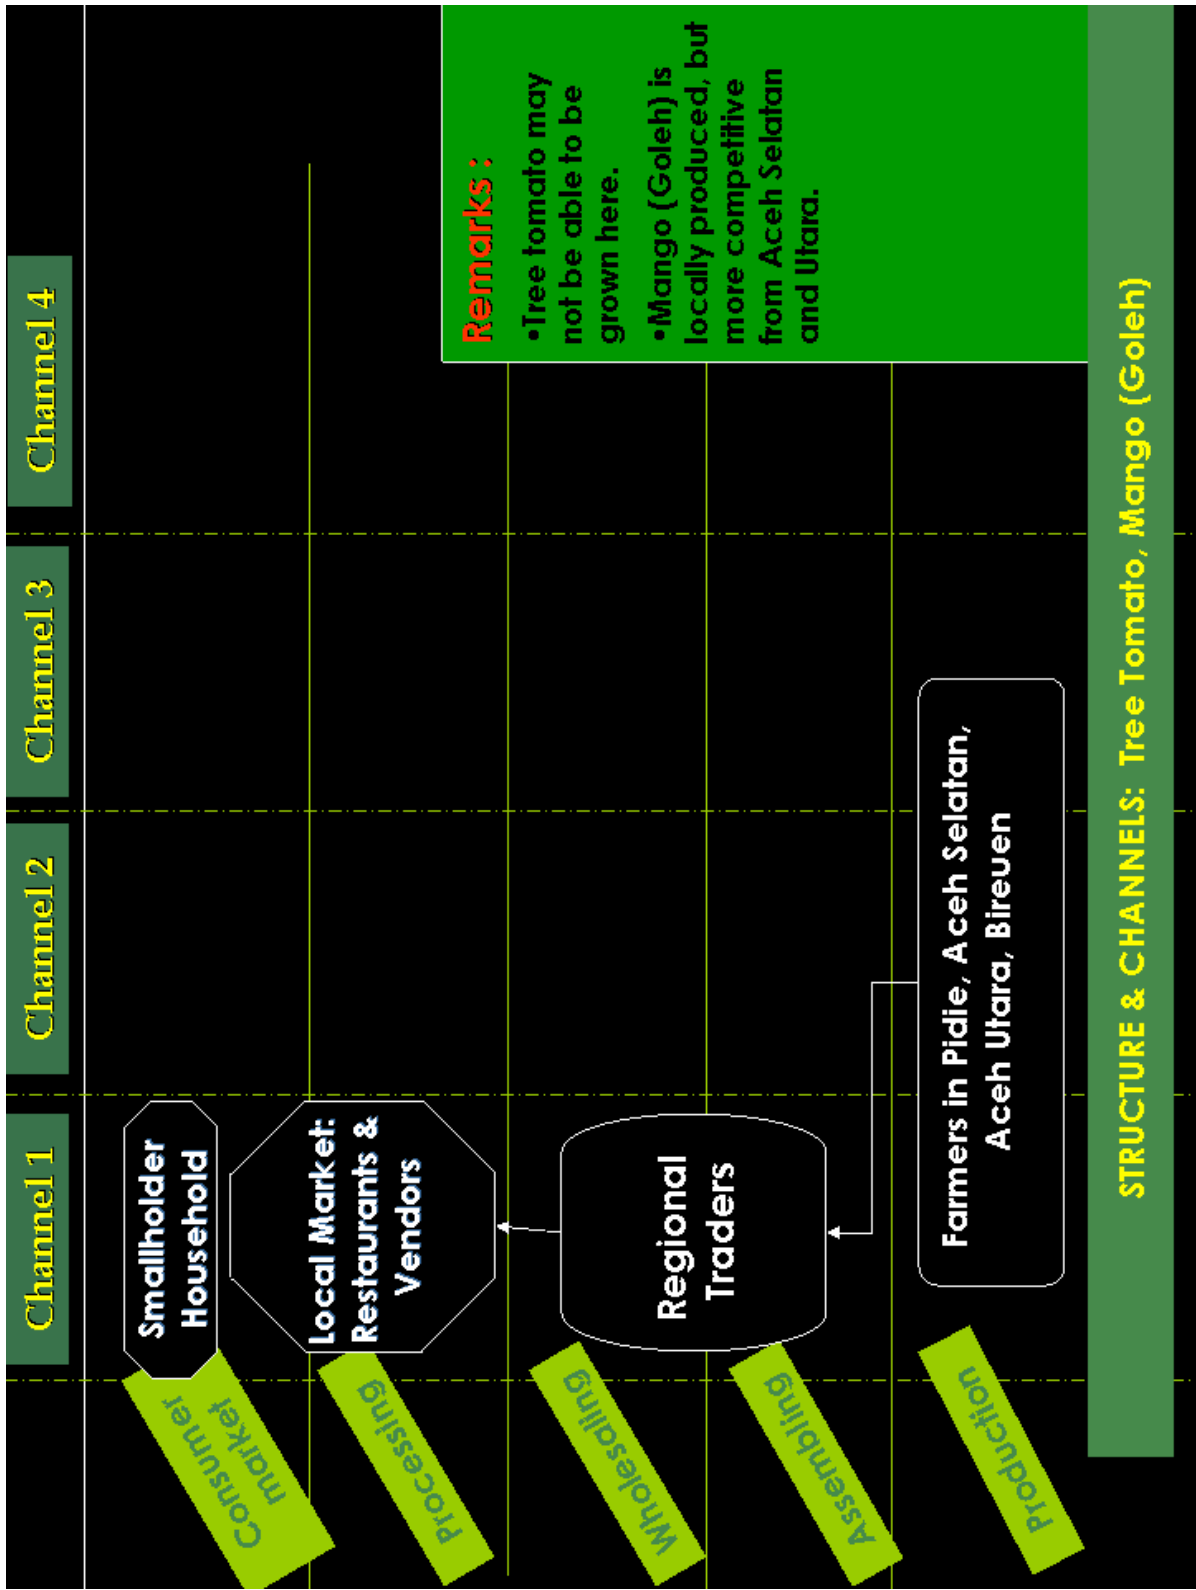 Channel 1
Channel 2
Channel 3
Channel 4
Consumer
market
Smallholder
Household
Processing
Local Market:
Restaurants &
Vendors
Wholesaling
Regional
Traders
Assembling
Production
Farmers in Pidie, Aceh Selatan,
Aceh Utara, Bireuen
Remarks :
•Tree tomato may
not be able to be
grown here.
•Mango (Goleh) is
locally produced, but
more competitive
from Aceh Selatan
and Utara.
STRUCTURE & CHANNELS: Tree Tomato, Mango (Goleh)